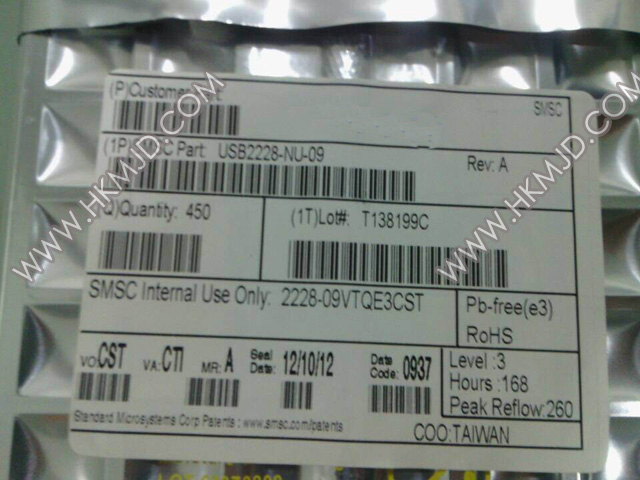 (P)Customer
SMSC
(1P) SMSC Part: USB2228-NU-09
Rev: A
(Q)Quantity: 450
(1T)Lot#: T138199C
SMSC Internal Use Only: 2228-09VTQE3CST
Pb-free(e3)
RoHS
VO:CST VA:CTI MR:A Seal Date: 12/10/12 Date Code: 0937
Level :3
Hours :168
Peak Reflow:260
Standard Microsystems Corp Patents : www.smsc.com/patents
COO:TAIWAN
WWW.HKMJD.COM
WWW.HKMJD.COM